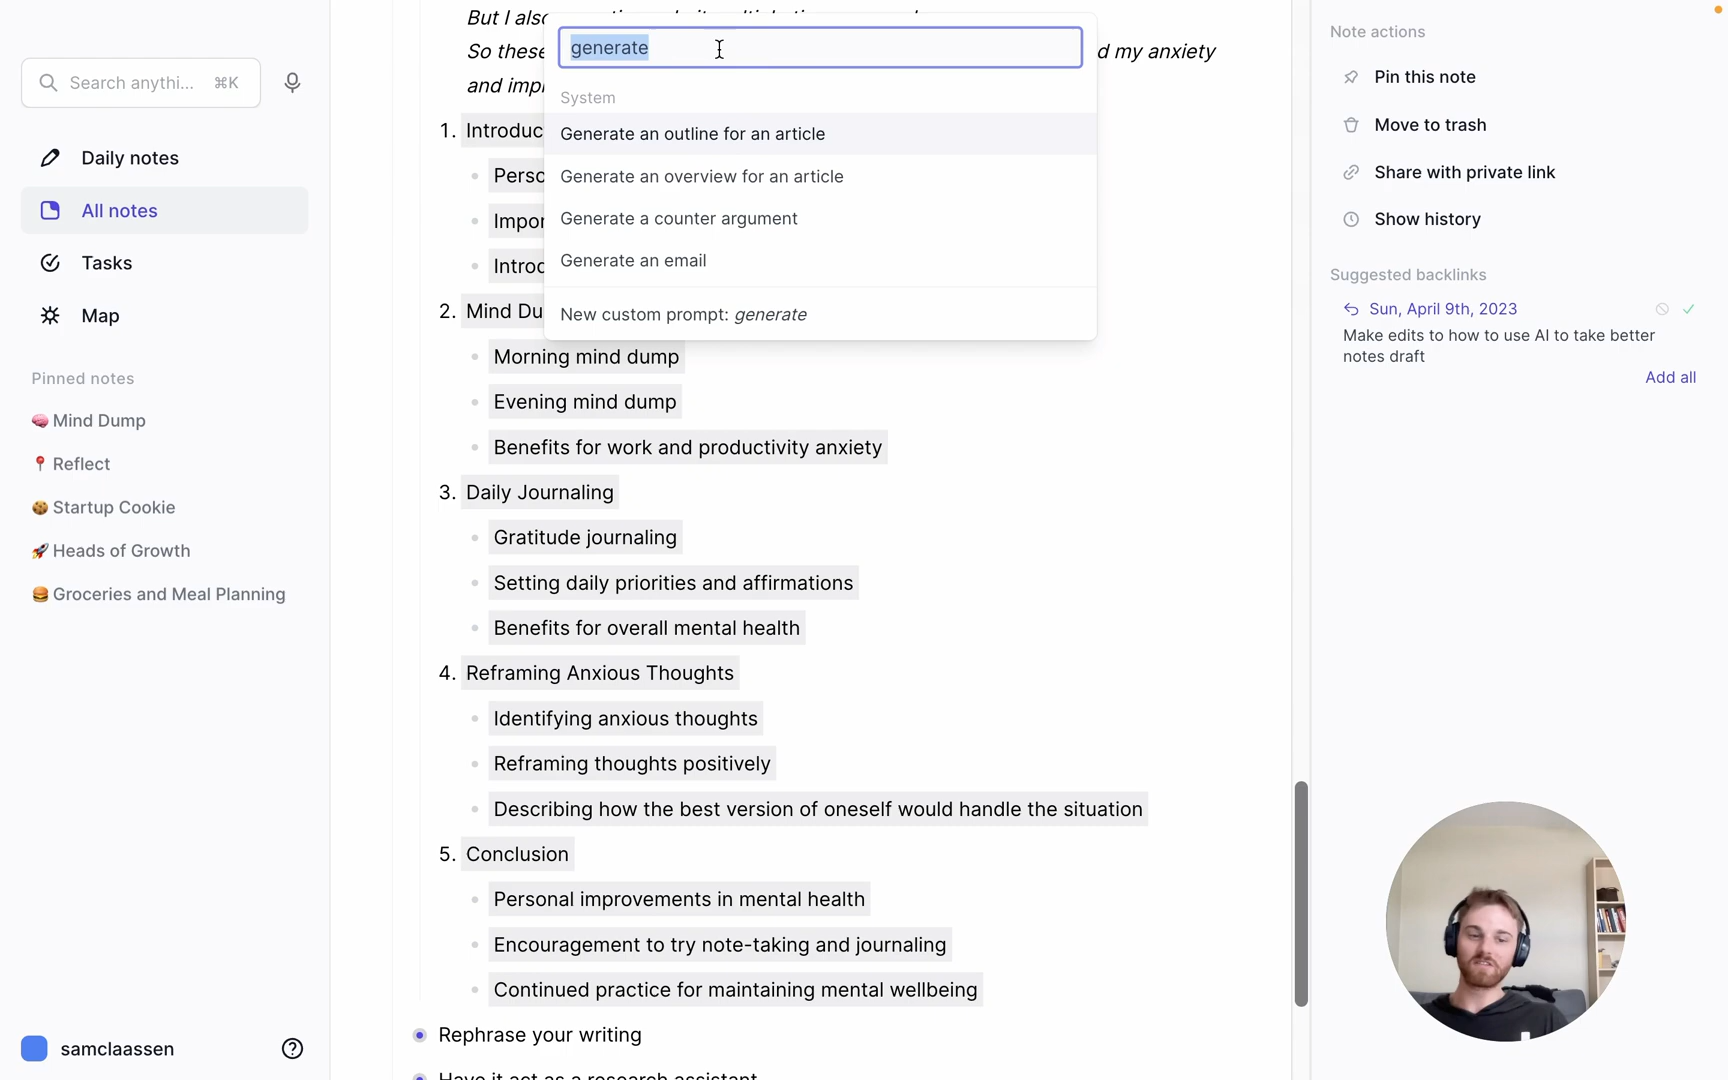 Search anythi... ⌘K
Daily notes
All notes
Tasks
Map
Pinned notes
🧠 Mind Dump
📍 Reflect
🍪 Startup Cookie
🚀 Heads of Growth
🍔 Groceries and Meal Planning
samclaassen
But I also
So these
d my anxiety
and imp
generate
System
Generate an outline for an article
Generate an overview for an article
Generate a counter argument
Generate an email
New custom prompt: generate
1. Introduc
Perso
Impor
Introd
2. Mind Du
Morning mind dump
Evening mind dump
Benefits for work and productivity anxiety
3. Daily Journaling
Gratitude journaling
Setting daily priorities and affirmations
Benefits for overall mental health
4. Reframing Anxious Thoughts
Identifying anxious thoughts
Reframing thoughts positively
Describing how the best version of oneself would handle the situation
5. Conclusion
Personal improvements in mental health
Encouragement to try note-taking and journaling
Continued practice for maintaining mental wellbeing
Rephrase your writing
Have it act as a research assistant
Note actions
Pin this note
Move to trash
Share with private link
Show history
Suggested backlinks
Sun, April 9th, 2023
Make edits to how to use AI to take better
notes draft
Add all